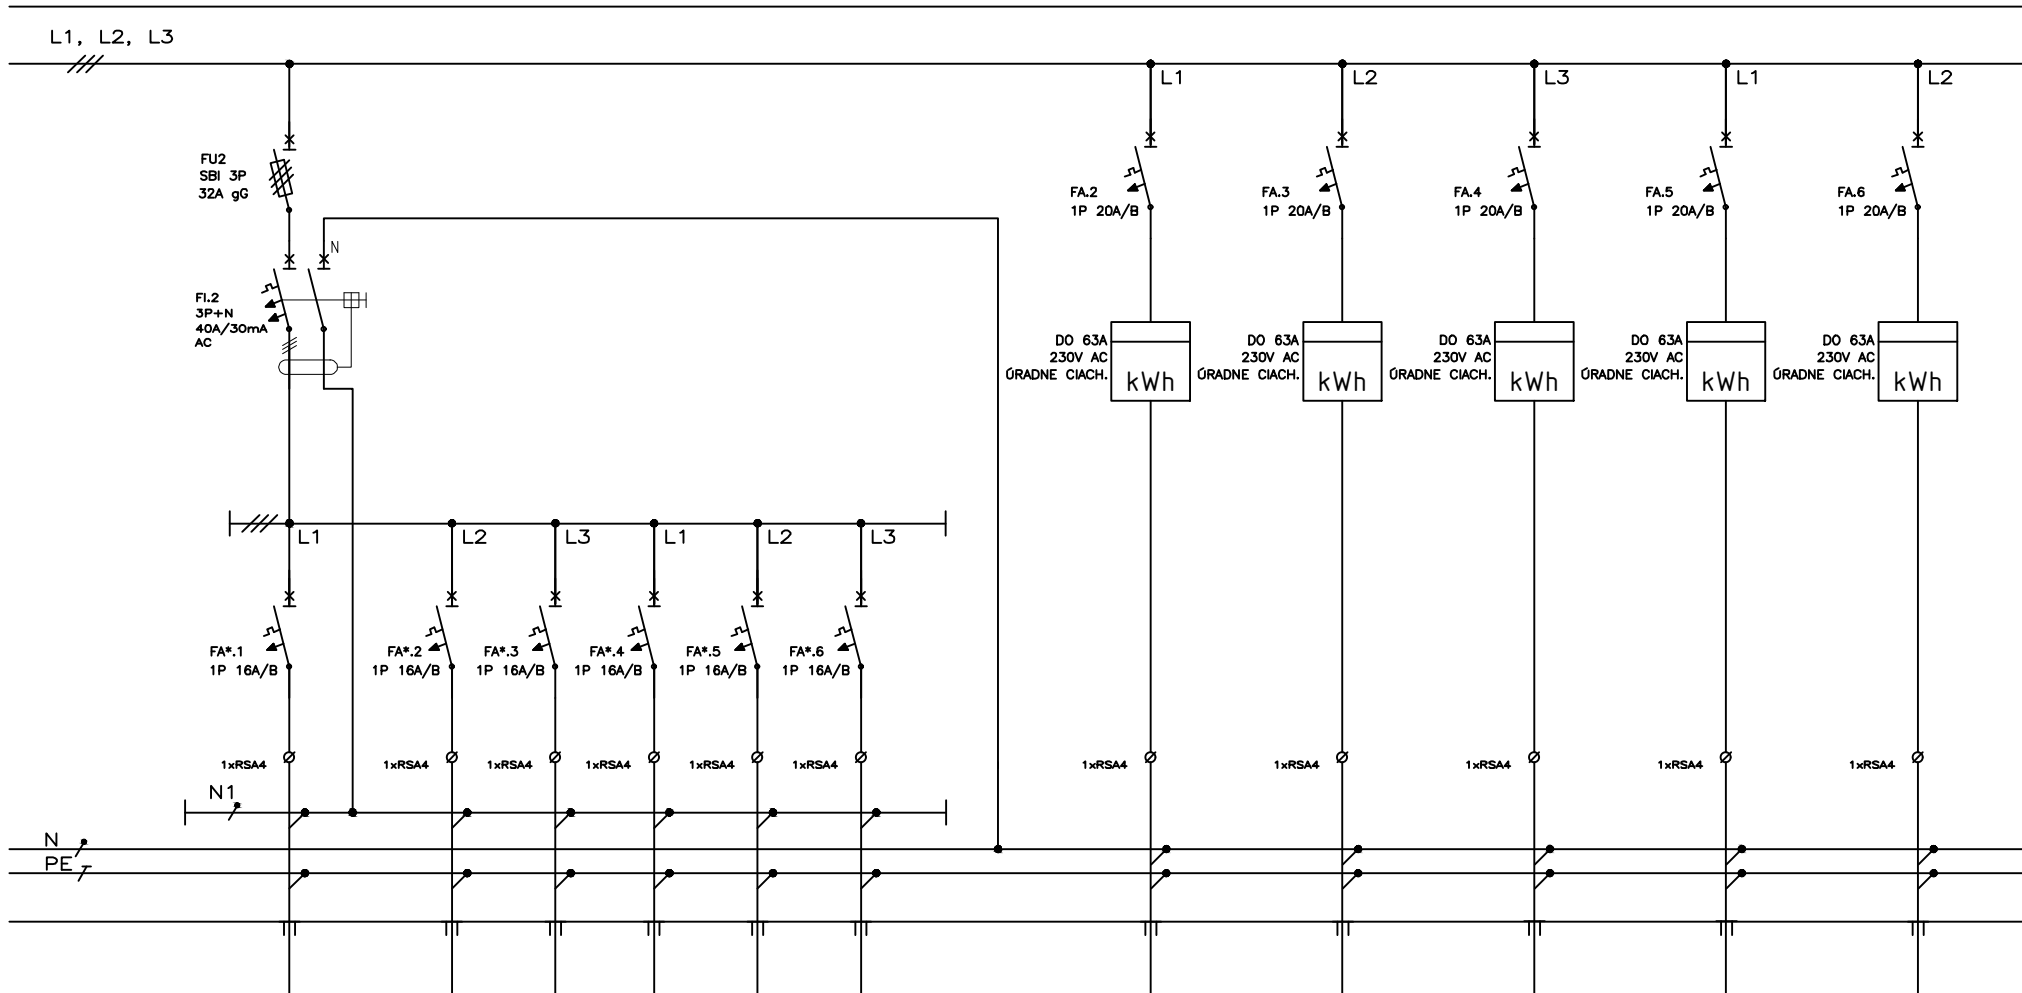 L1, L2, L3
L1
L2
L3
L1
L2
FU2
SBI 3P
32A gG
FA.2
1P 20A/B
FA.3
1P 20A/B
FA.4
1P 20A/B
FA.5
1P 20A/B
FA.6
1P 20A/B
N
FI.2
3P+N
40A/30mA
AC
DO 63A
230V AC
ÚRADNE CIACH.
kWh
DO 63A
230V AC
ÚRADNE CIACH.
kWh
DO 63A
230V AC
ÚRADNE CIACH.
kWh
DO 63A
230V AC
ÚRADNE CIACH.
kWh
DO 63A
230V AC
ÚRADNE CIACH.
kWh
L1
L2
L3
L1
L2
L3
FA*.1
1P 16A/B
FA*.2
1P 16A/B
FA*.3
1P 16A/B
FA*.4
1P 16A/B
FA*.5
1P 16A/B
FA*.6
1P 16A/B
1xRSA4
1xRSA4
1xRSA4
1xRSA4
1xRSA4
1xRSA4
1xRSA4
1xRSA4
1xRSA4
1xRSA4
1xRSA4
N1
N
PE